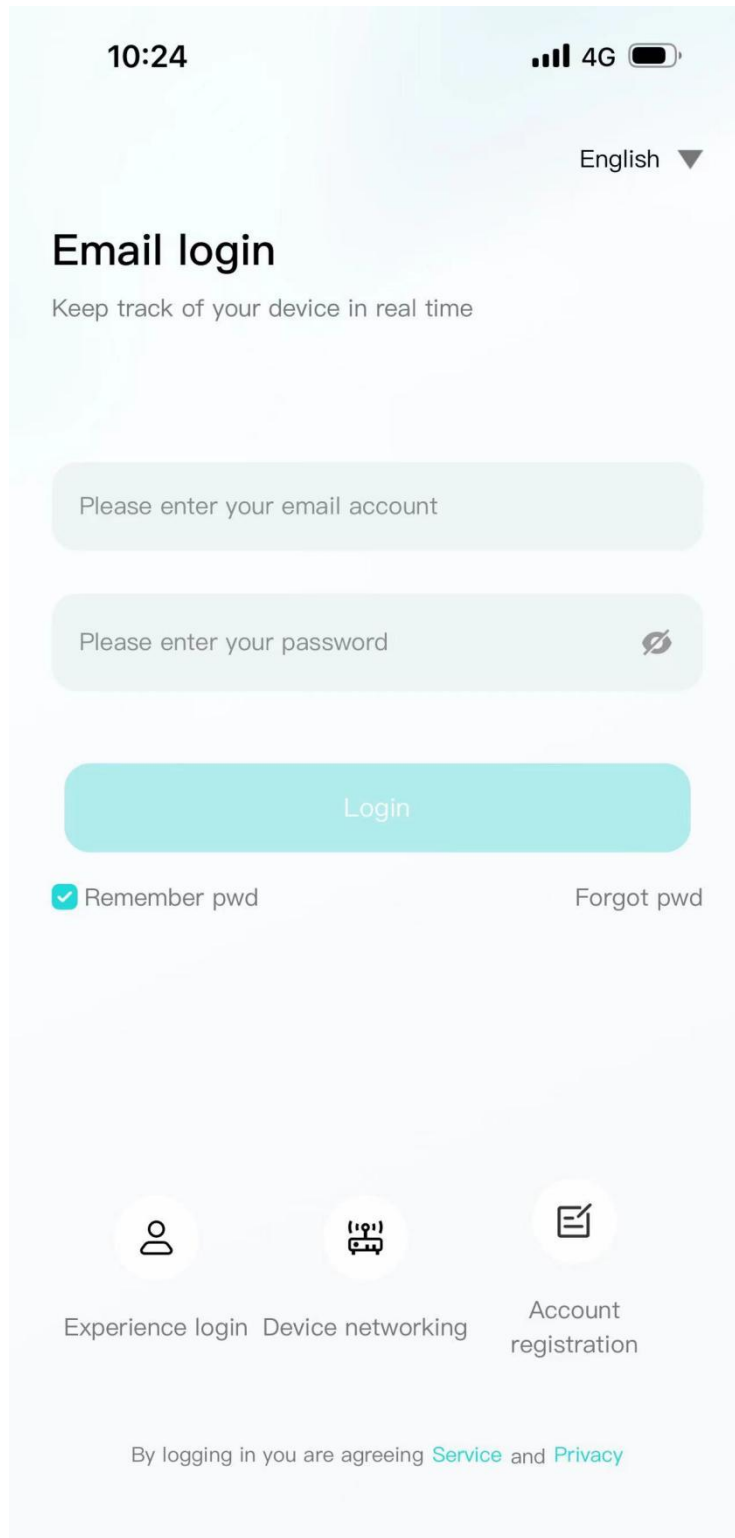 10:24 4G
English
Email login
Keep track of your device in real time
Please enter your email account
Please enter your password
Login
Remember pwd Forgot pwd
Experience login Device networking Account
registration
By logging in you are agreeing Service and Privacy